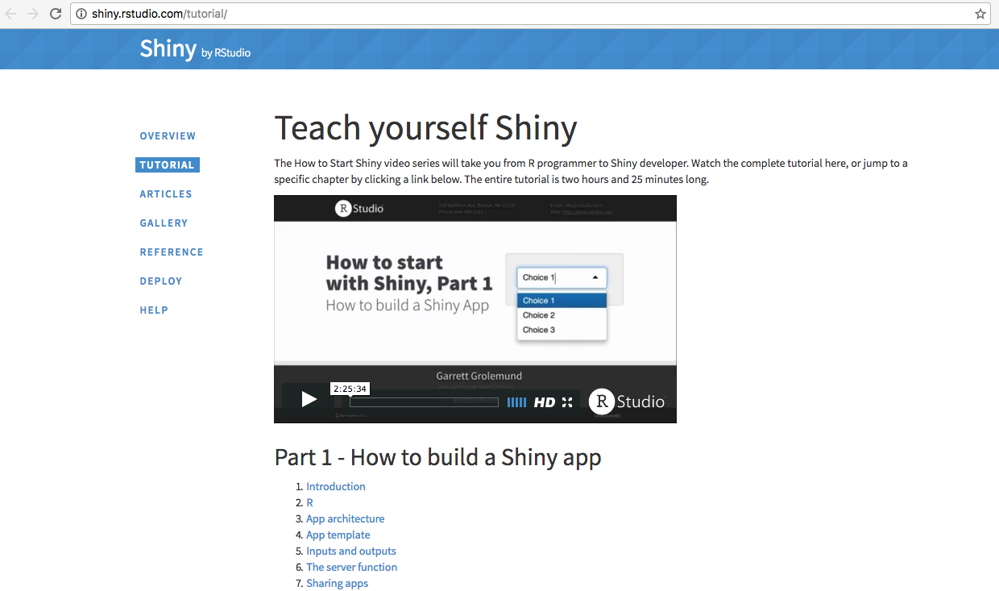 shiny.rstudio.com/tutorial/
Shiny by RStudio
OVERVIEW
TUTORIAL
ARTICLES
GALLERY
REFERENCE
DEPLOY
HELP
Teach yourself Shiny
The How to Start Shiny video series will take you from R programmer to Shiny developer. Watch the complete tutorial here, or jump to a
specific chapter by clicking a link below. The entire tutorial is two hours and 25 minutes long.
R Studio
How to start
with Shiny, Part 1
How to build a Shiny App
Choice 1
Choice 1
Choice 2
Choice 3
Garrett Grolemund
2:25:34
HD
R Studio
Part 1 - How to build a Shiny app
1. Introduction
2. R
3. App architecture
4. App template
5. Inputs and outputs
6. The server function
7. Sharing apps